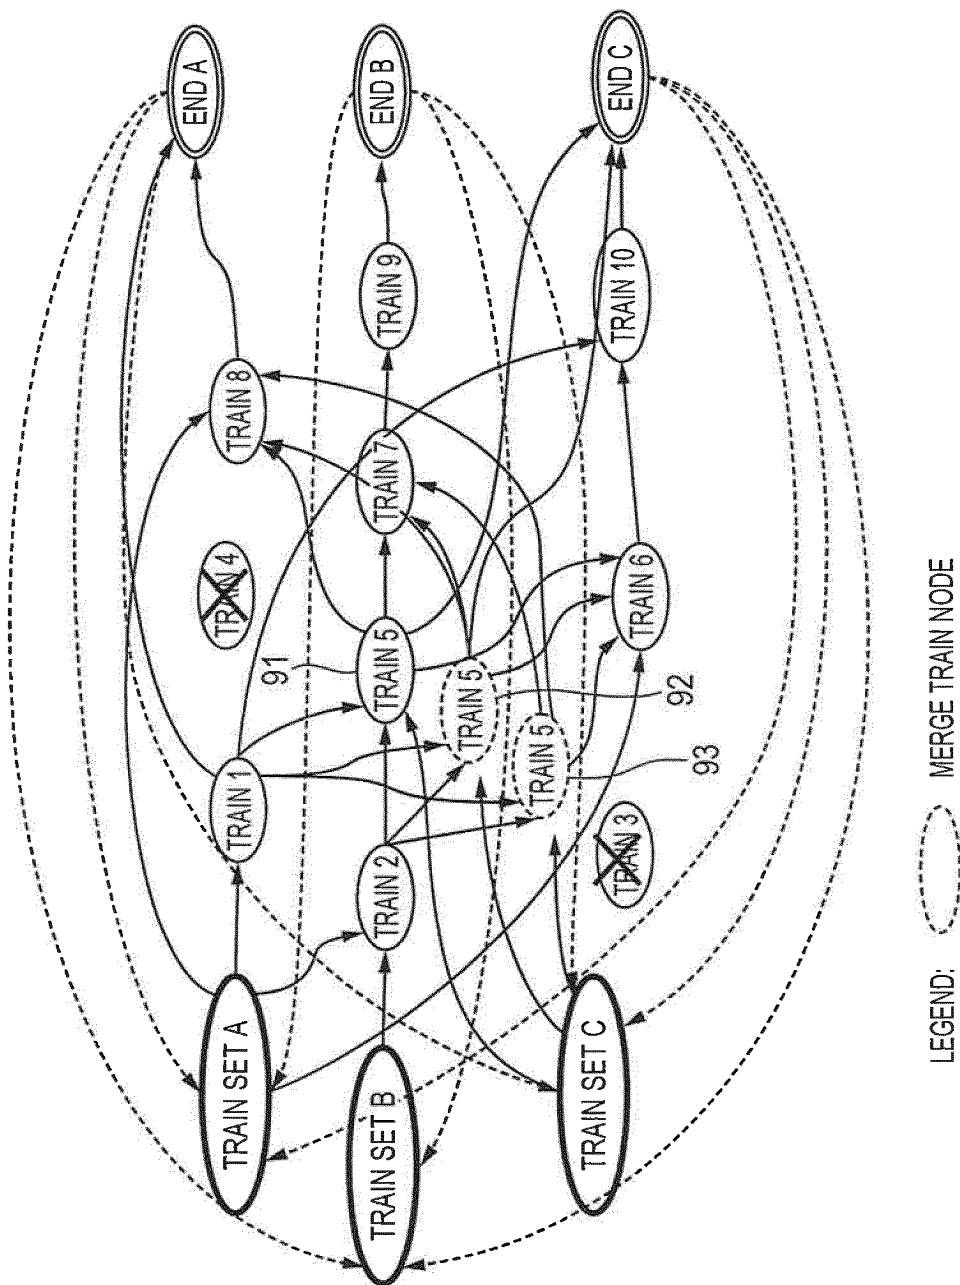 TRAIN SET A
TRAIN 1
TRAIN 4
TRAIN 8
END A
TRAIN SET B
TRAIN 2
91
TRAIN 5
TRAIN 7
TRAIN 9
END B
TRAIN 5
92
TRAIN 5
93
TRAIN SET C
TRAIN 3
TRAIN 6
TRAIN 10
END C
LEGEND:
MERGE TRAIN NODE